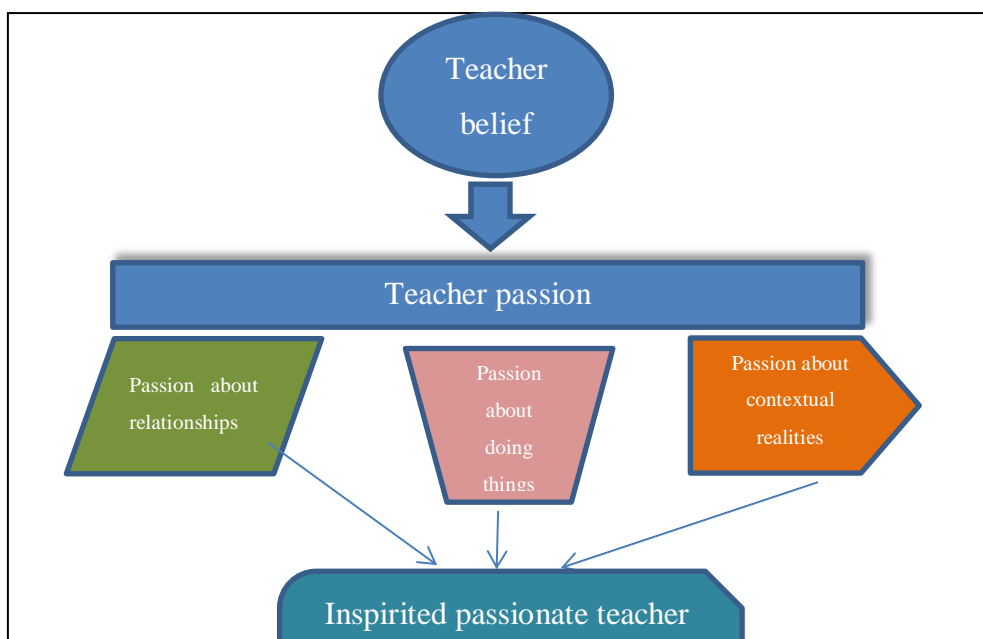 Teacher
belief
Teacher passion
Passion about
relationships
Passion
about
doing
things
Passion about
contextual
realities
Inspirited passionate teacher